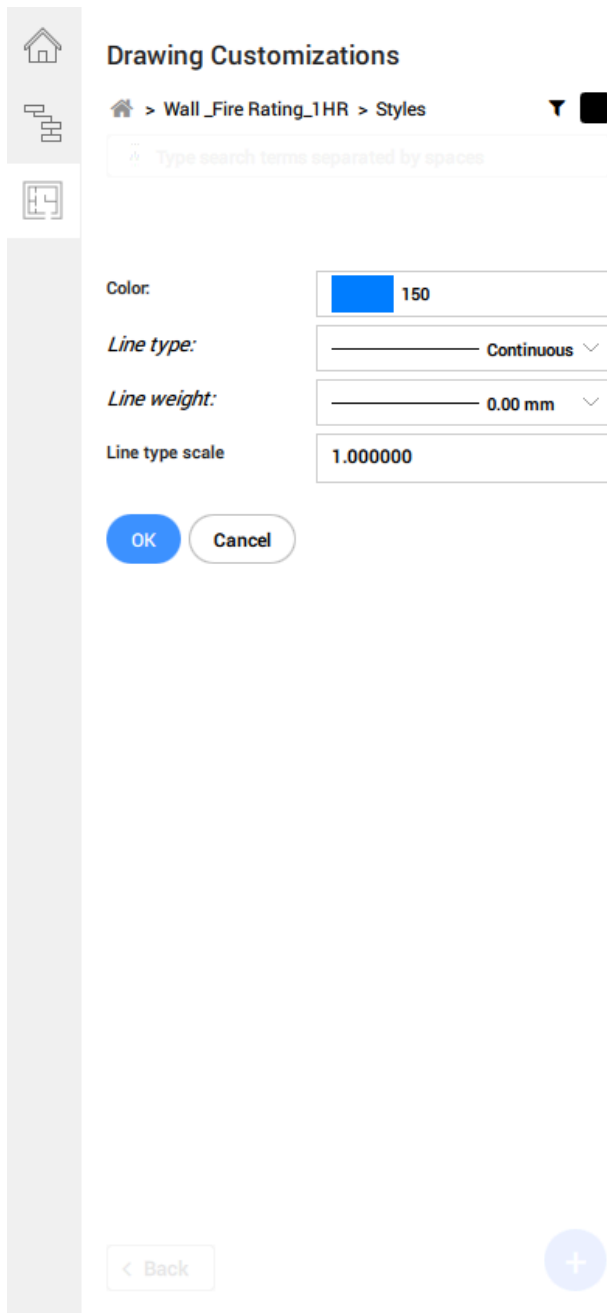 Drawing Customizations
> Wall _Fire Rating_1HR > Styles
Type search terms separated by spaces
Color: 150
Line type: Continuous
Line weight: 0.00 mm
Line type scale 1.000000
OK Cancel
< Back +